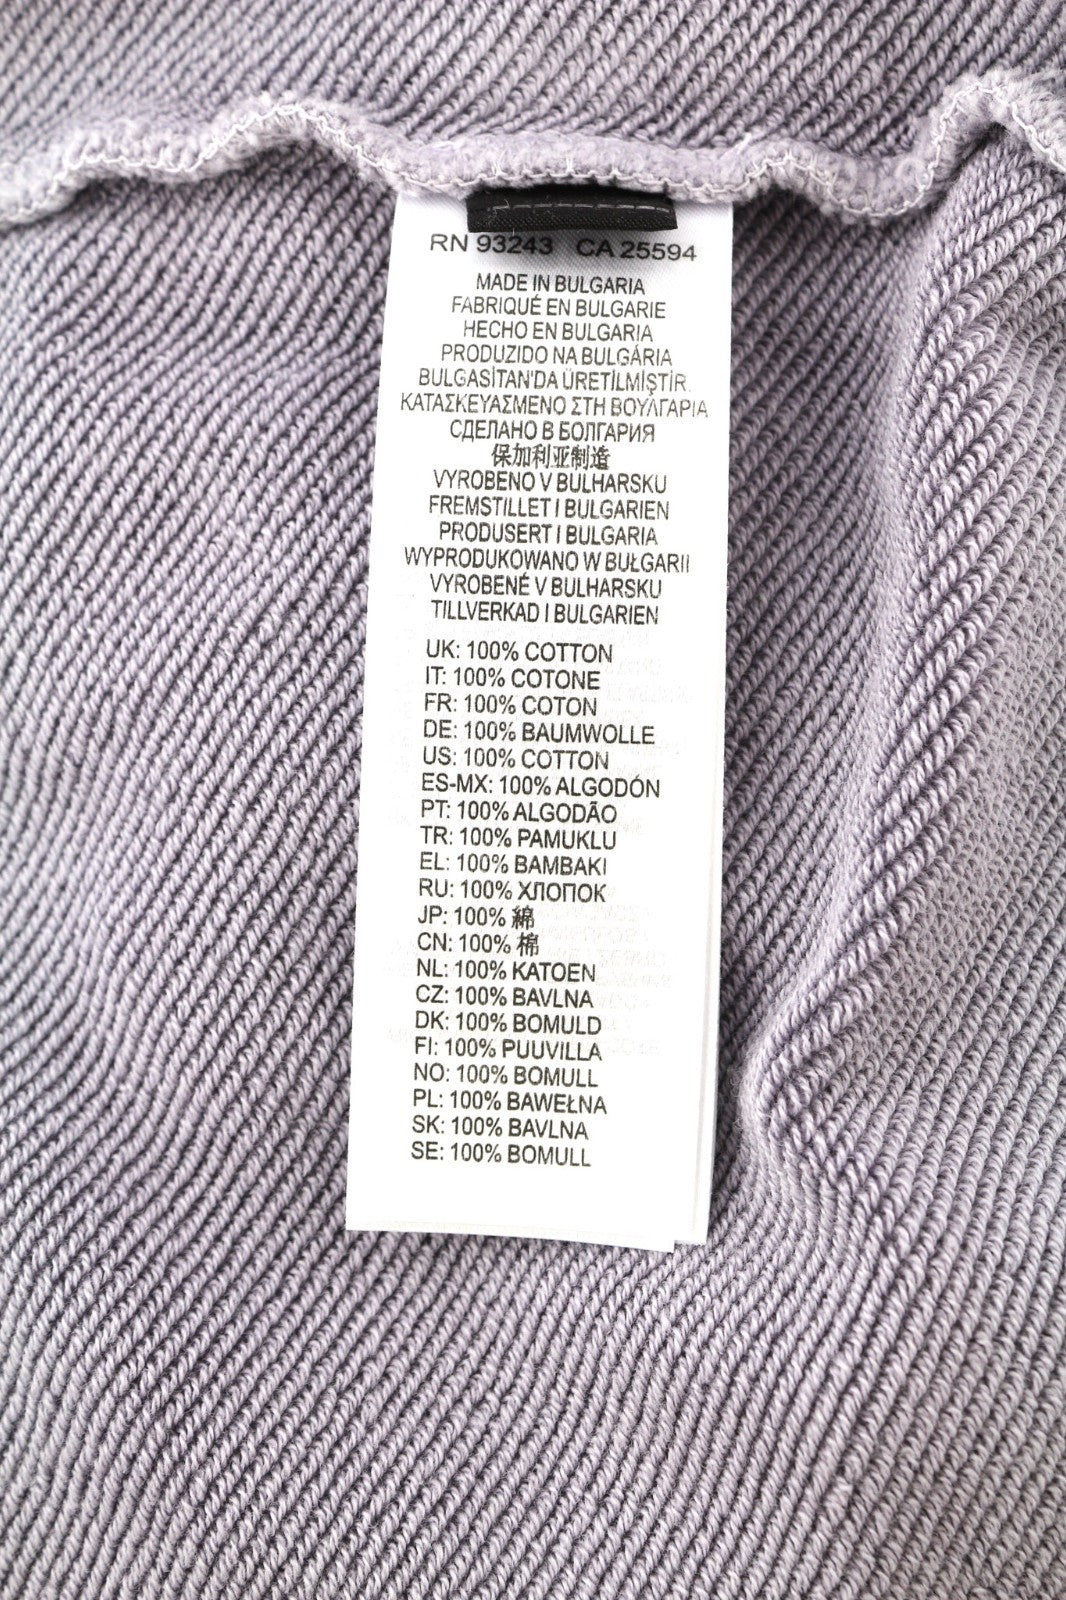 RN 93243 CA 25594
MADE IN BULGARIA
FABRIQUÉ EN BULGARIE
HECHO EN BULGARIA
PRODUZIDO NA BULGÁRIA
BULGASİTAN'DA ÜRETİLMİŞTİR.
ΚΑΤΑΣΚΕΥΑΣΜΕΝΟ ΣΤΗ ΒΟΥΛΓΑΡΙΑ
СДЕЛАНО В БОЛГАРИЯ
保加利亚制造
VYROBENO V BULHARSKU
FREMSTILLET I BULGARIEN
PRODUSERT I BULGARIA
WYPRODUKOWANO W BUŁGARII
VYROBENÉ V BULHARSKU
TILLVERKAD I BULGARIEN
UK: 100% COTTON
IT: 100% COTONE
FR: 100% COTON
DE: 100% BAUMWOLLE
US: 100% COTTON
ES-MX: 100% ALGODÓN
PT: 100% ALGODÃO
TR: 100% PAMUKLU
EL: 100% ΒΑΜΒΑΚΙ
RU: 100% ХЛОПОК
JP: 100% 綿
CN: 100% 棉
NL: 100% KATOEN
CZ: 100% BAVLNA
DK: 100% BOMULD
FI: 100% PUUVILLA
NO: 100% BOMULL
PL: 100% BAWEŁNA
SK: 100% BAVLNA
SE: 100% BOMULL